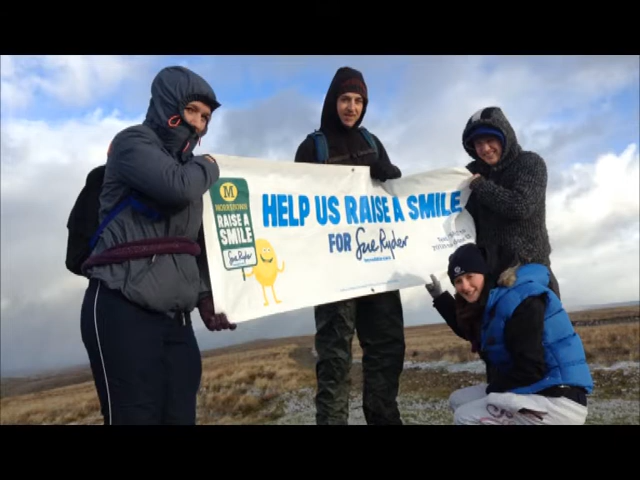 M
MORRISONS
RAISE A
SMILE
Sue Ryder
HELP US RAISE A SMILE
FOR Sue Ryder